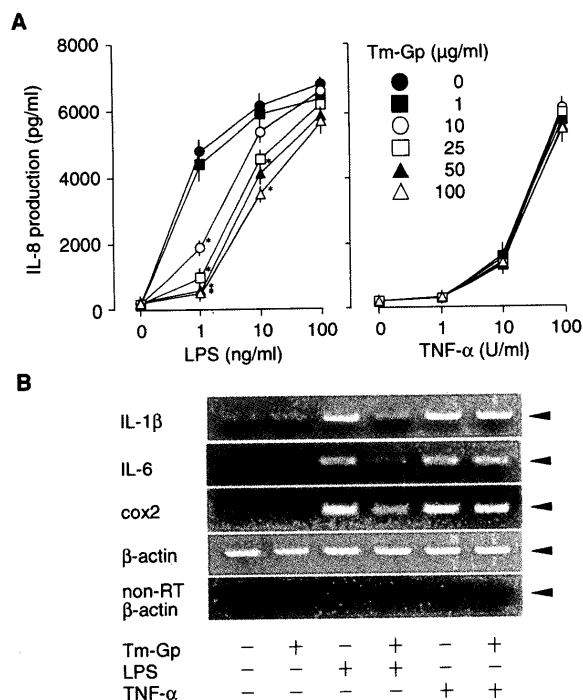 A
8000
6000
4000
2000
0
IL-8 production (pg/ml)
0 1 10 100
LPS (ng/ml)
Tm-Gp (μg/ml)
0
1
10
25
50
100
* * * * * *
0 1 10 100
TNF-α (U/ml)
B
IL-1β
IL-6
cox2
β-actin
non-RT
β-actin
Tm-Gp − + − + − +
LPS − − + + − −
TNF-α − − − − + +